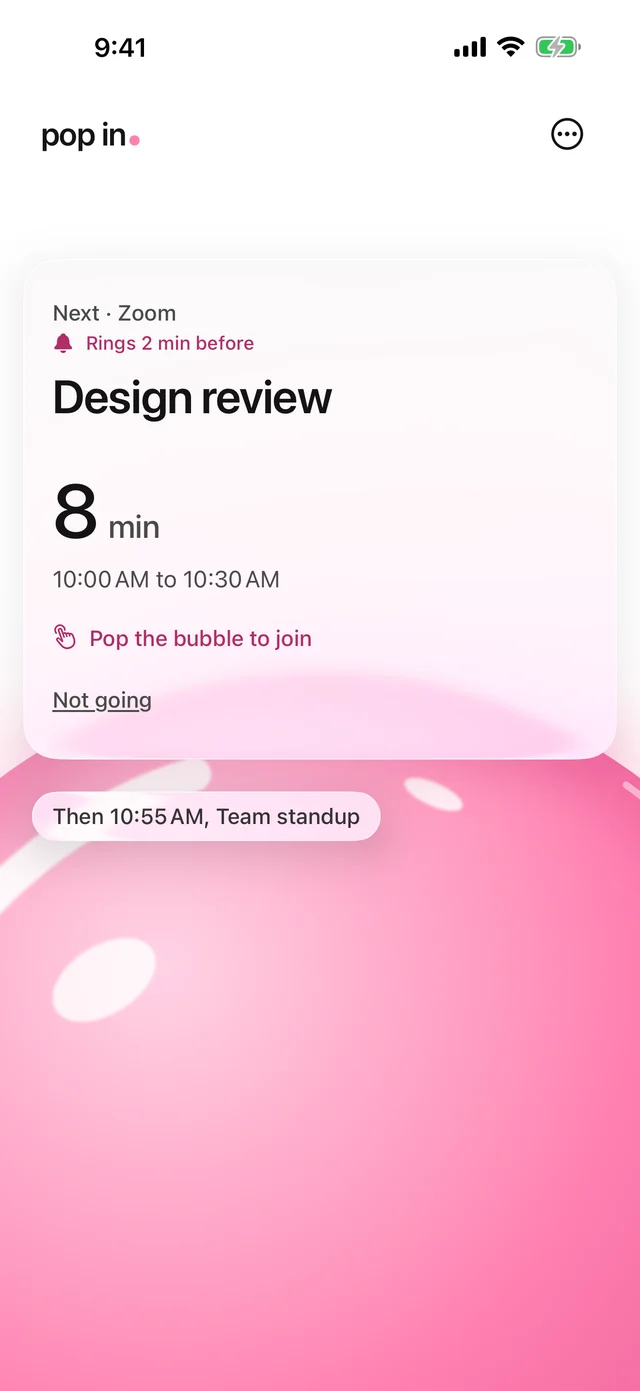 9:41
pop in.
Next · Zoom
Rings 2 min before
Design review
8 min
10:00 AM to 10:30 AM
Pop the bubble to join
Not going
Then 10:55 AM, Team standup